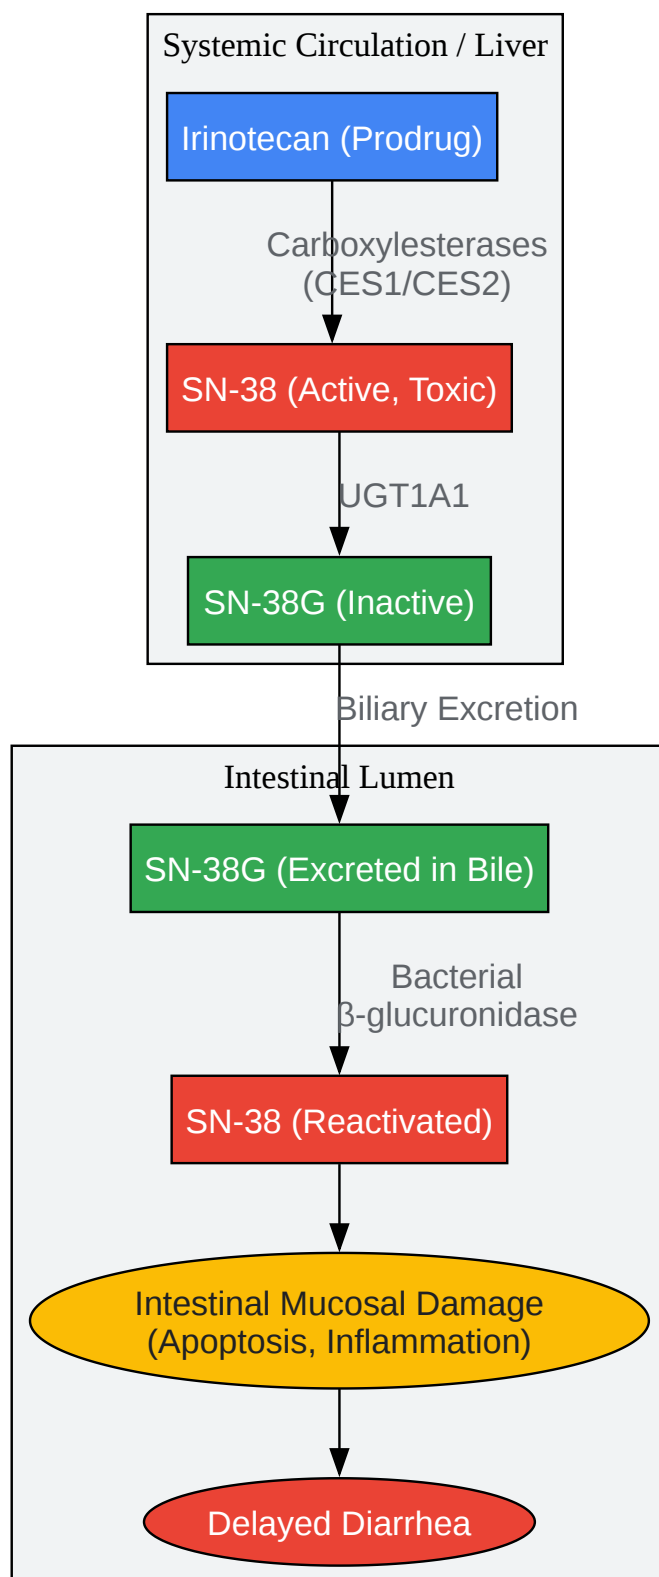 Systemic Circulation / Liver
Irinotecan (Prodrug)
Carboxylesterases
(CES1/CES2)
SN-38 (Active, Toxic)
UGT1A1
SN-38G (Inactive)
Biliary Excretion
Intestinal Lumen
SN-38G (Excreted in Bile)
Bacterial
β-glucuronidase
SN-38 (Reactivated)
Intestinal Mucosal Damage
(Apoptosis, Inflammation)
Delayed Diarrhea